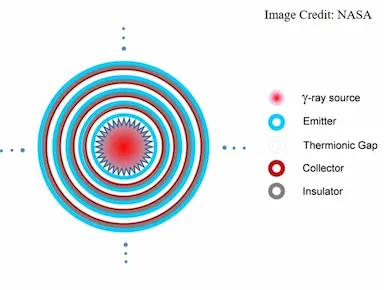 Image Credit: NASA
γ-ray source
Emitter
Thermionic Gap
Collector
Insulator